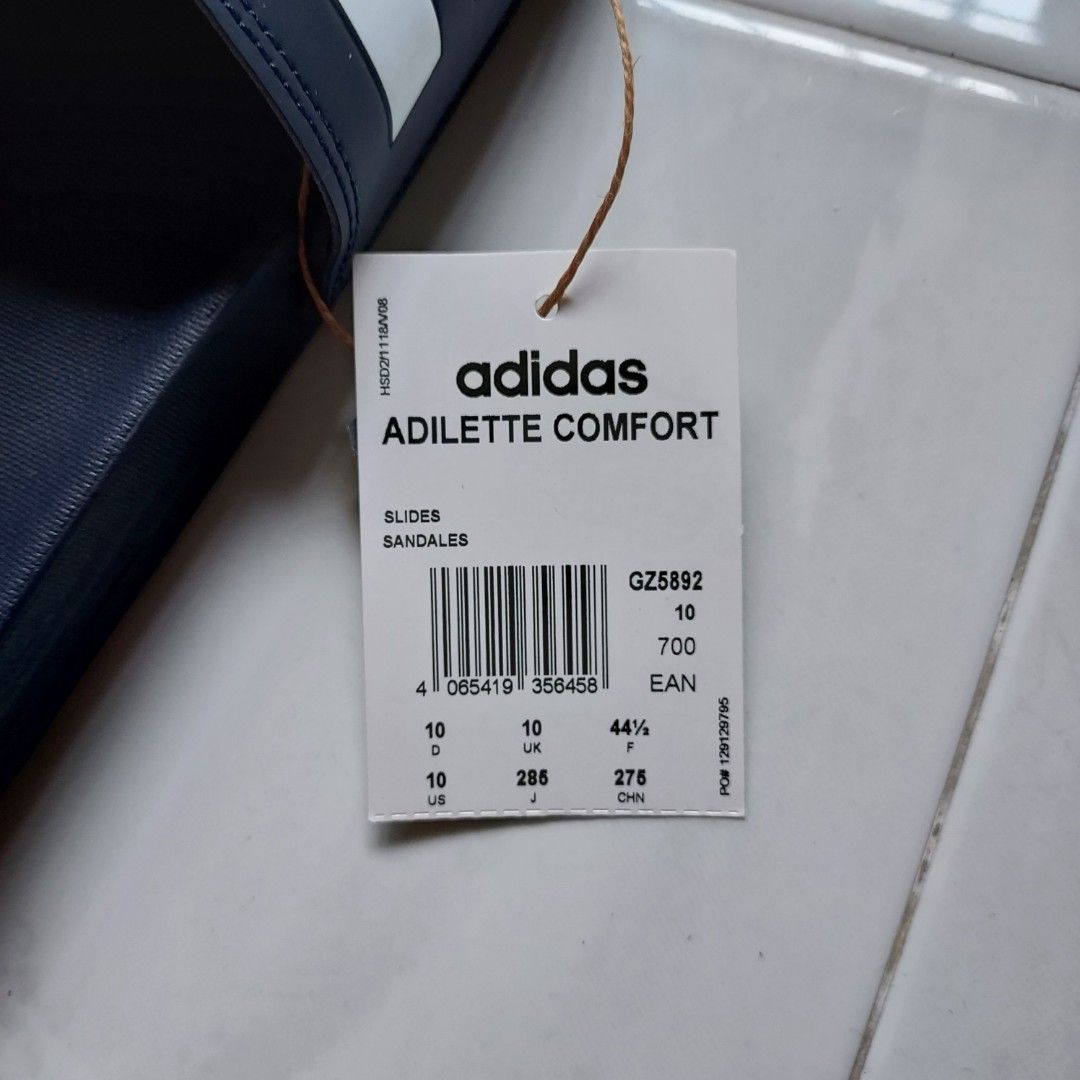 HSD2/1118/V08
adidas
ADILETTE COMFORT
SLIDES
SANDALES
GZ5892
10
700
EAN
4 065419 356458
10 10 44½
D UK F
10 285 275
US J CHN
PO# 129129795